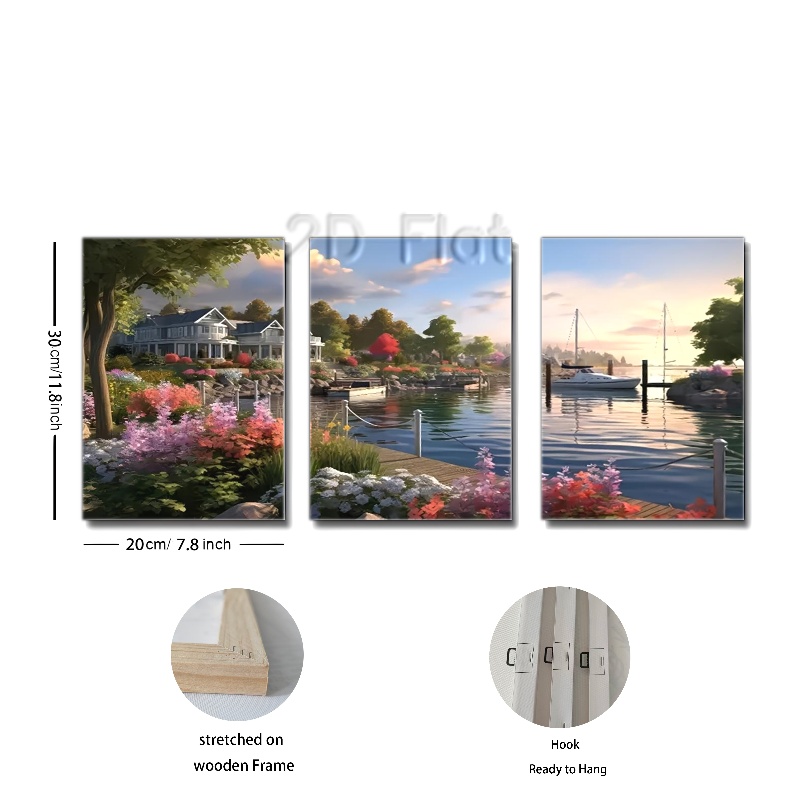 2D Flat
30cm/11.8inch
20cm/ 7.8 inch
stretched on
wooden Frame
Hook
Ready to Hang